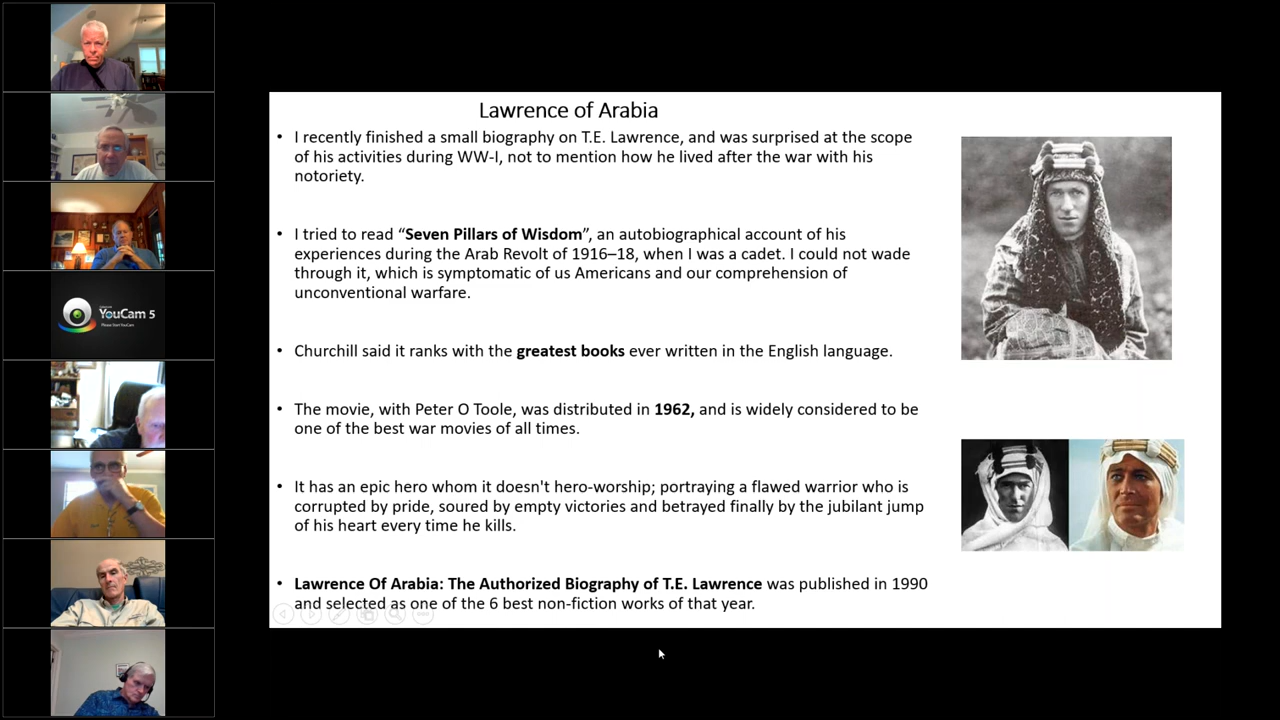 YouCam 5
Please Start YouCam
Lawrence of Arabia
• I recently finished a small biography on T.E. Lawrence, and was surprised at the scope
of his activities during WW-I, not to mention how he lived after the war with his
notoriety.
• I tried to read “Seven Pillars of Wisdom”, an autobiographical account of his
experiences during the Arab Revolt of 1916–18, when I was a cadet. I could not wade
through it, which is symptomatic of us Americans and our comprehension of
unconventional warfare.
• Churchill said it ranks with the greatest books ever written in the English language.
• The movie, with Peter O Toole, was distributed in 1962, and is widely considered to be
one of the best war movies of all times.
• It has an epic hero whom it doesn't hero-worship; portraying a flawed warrior who is
corrupted by pride, soured by empty victories and betrayed finally by the jubilant jump
of his heart every time he kills.
• Lawrence Of Arabia: The Authorized Biography of T.E. Lawrence was published in 1990
and selected as one of the 6 best non-fiction works of that year.